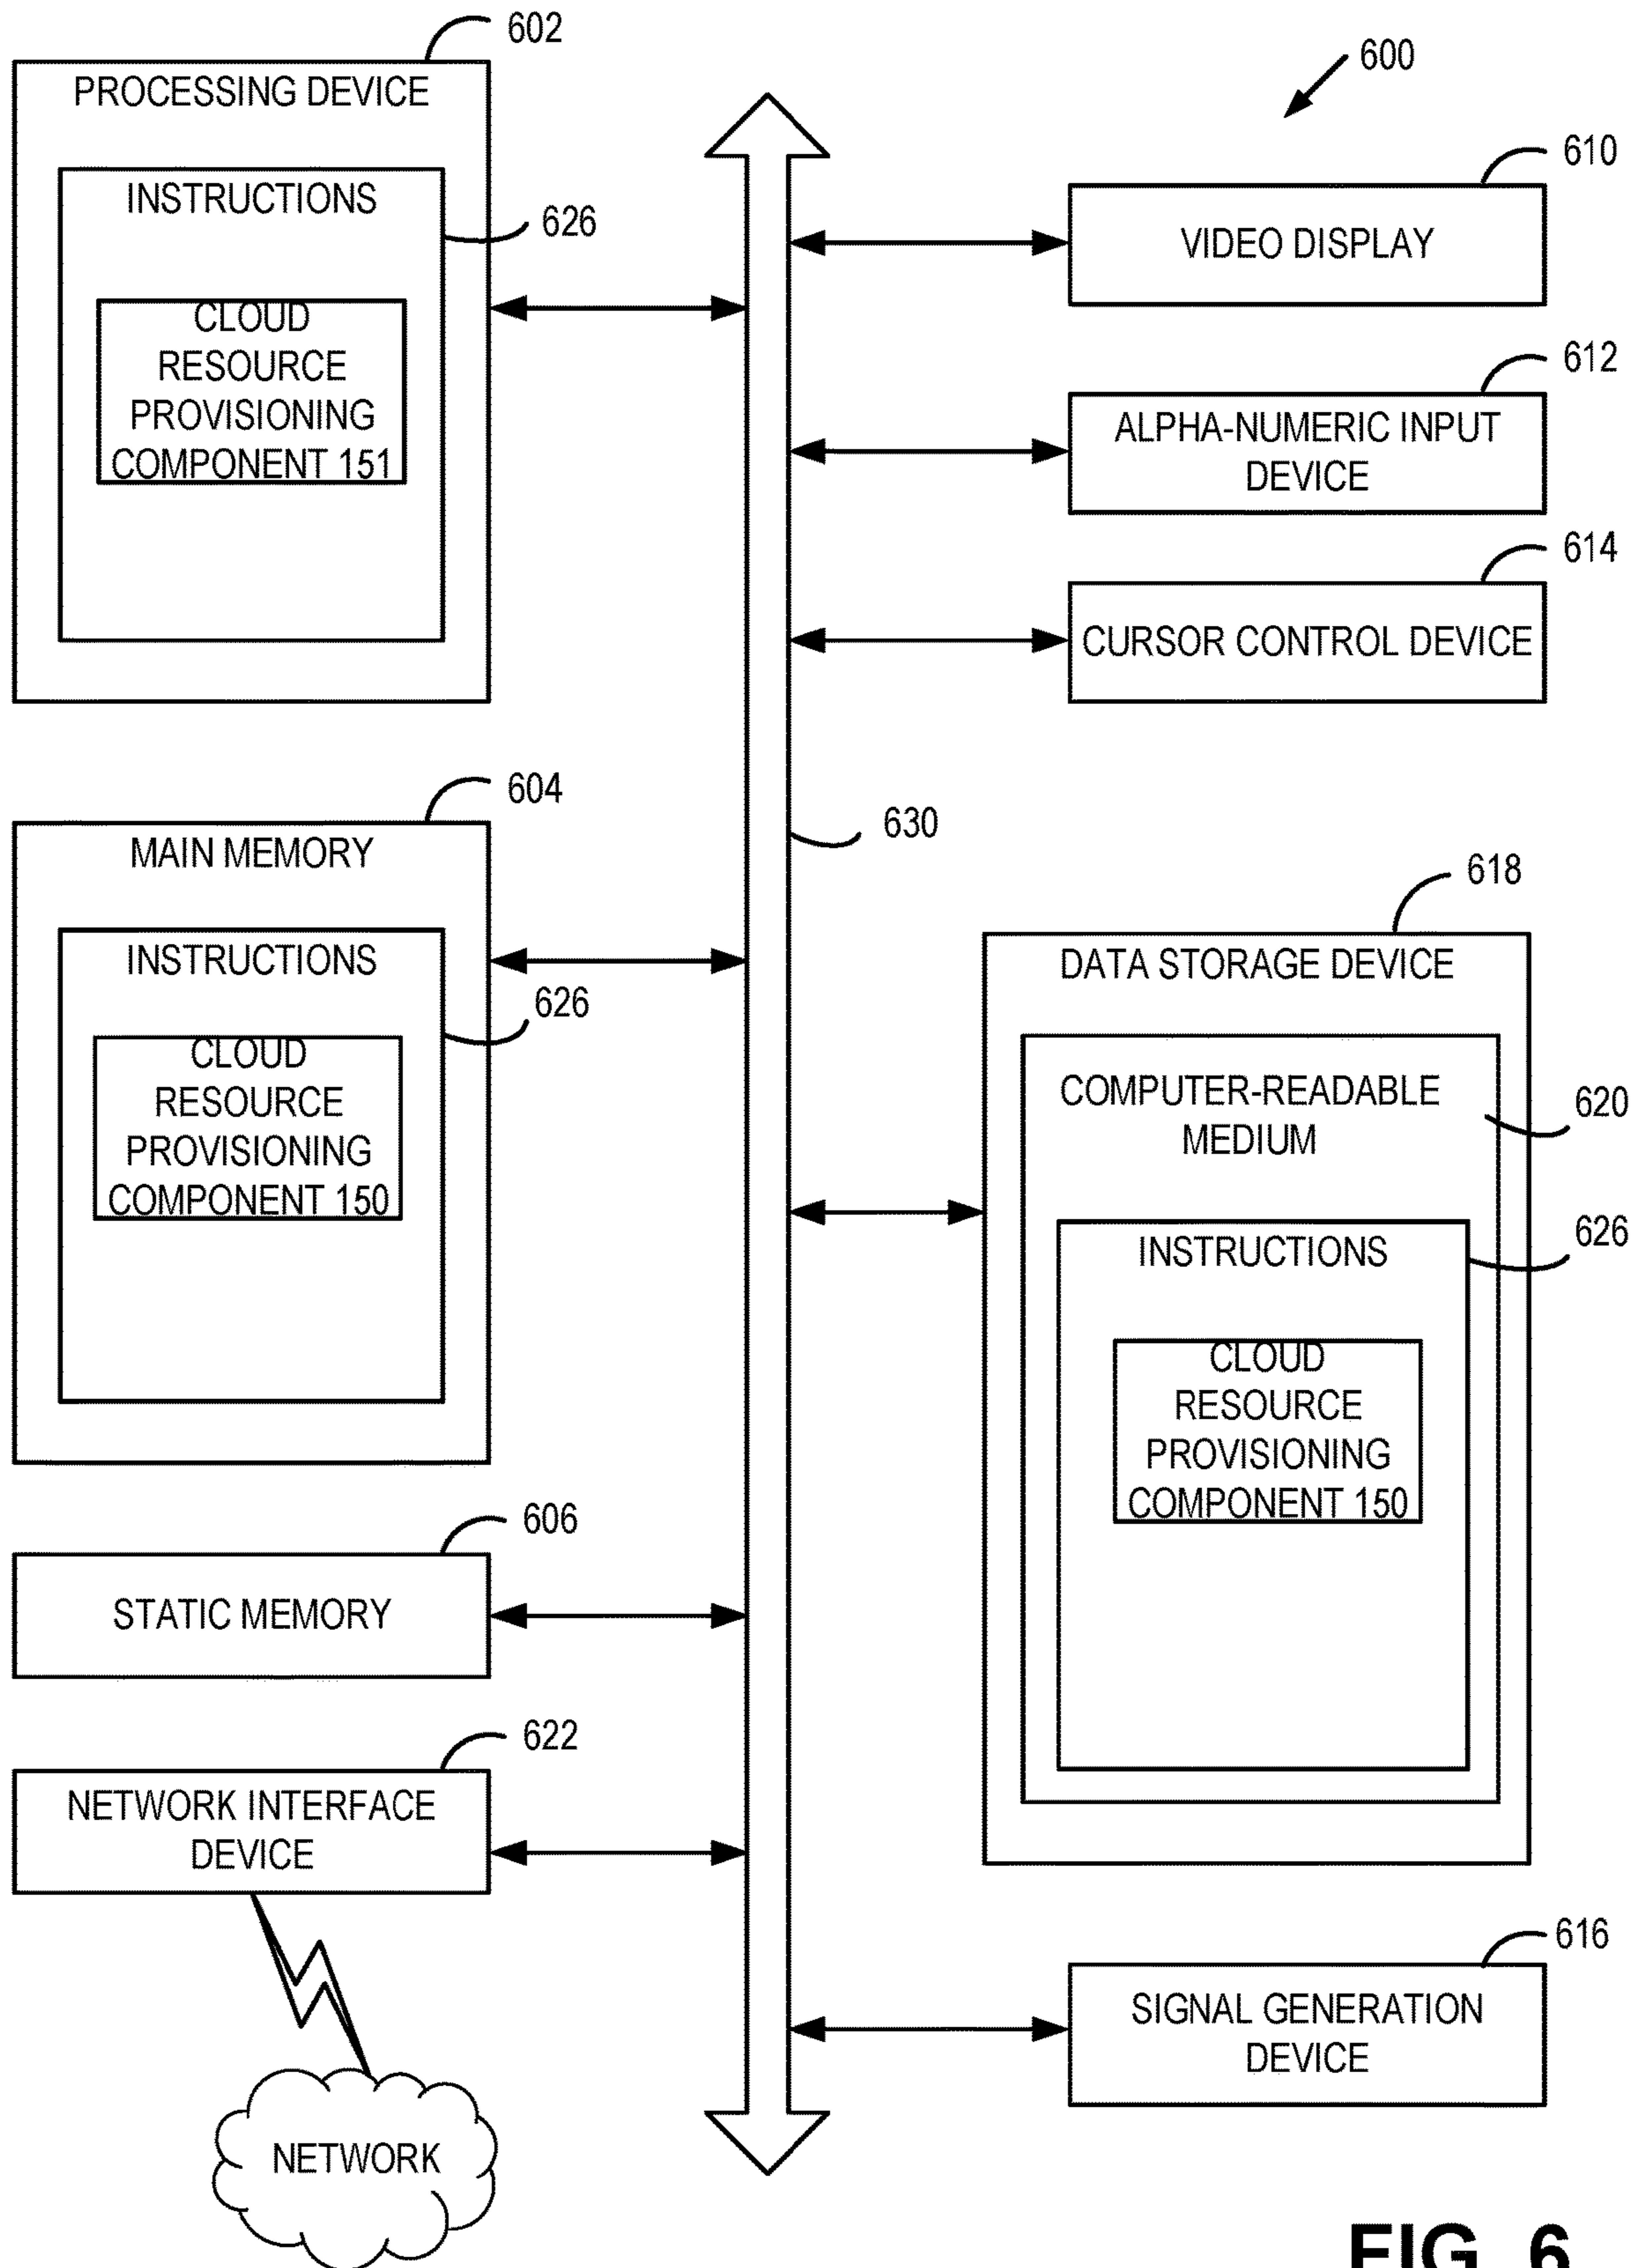 602
PROCESSING DEVICE
INSTRUCTIONS
626
CLOUD
RESOURCE
PROVISIONING
COMPONENT 151
604
MAIN MEMORY
INSTRUCTIONS
626
CLOUD
RESOURCE
PROVISIONING
COMPONENT 150
606
STATIC MEMORY
622
NETWORK INTERFACE
DEVICE
NETWORK
630
600
610
VIDEO DISPLAY
612
ALPHA-NUMERIC INPUT
DEVICE
614
CURSOR CONTROL DEVICE
618
DATA STORAGE DEVICE
COMPUTER-READABLE
MEDIUM
620
626
INSTRUCTIONS
CLOUD
RESOURCE
PROVISIONING
COMPONENT 150
616
SIGNAL GENERATION
DEVICE
FIG. 6